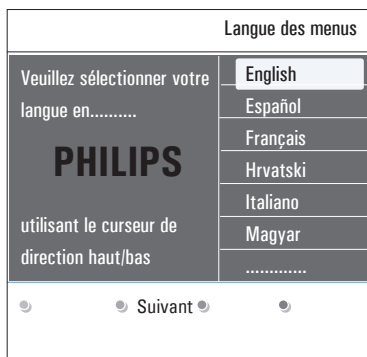 Langue des menus
Veuillez sélectionner votre
langue en..........
PHILIPS
utilisant le curseur de
direction haut/bas
English
Español
Français
Hrvatski
Italiano
Magyar
.............
Suivant